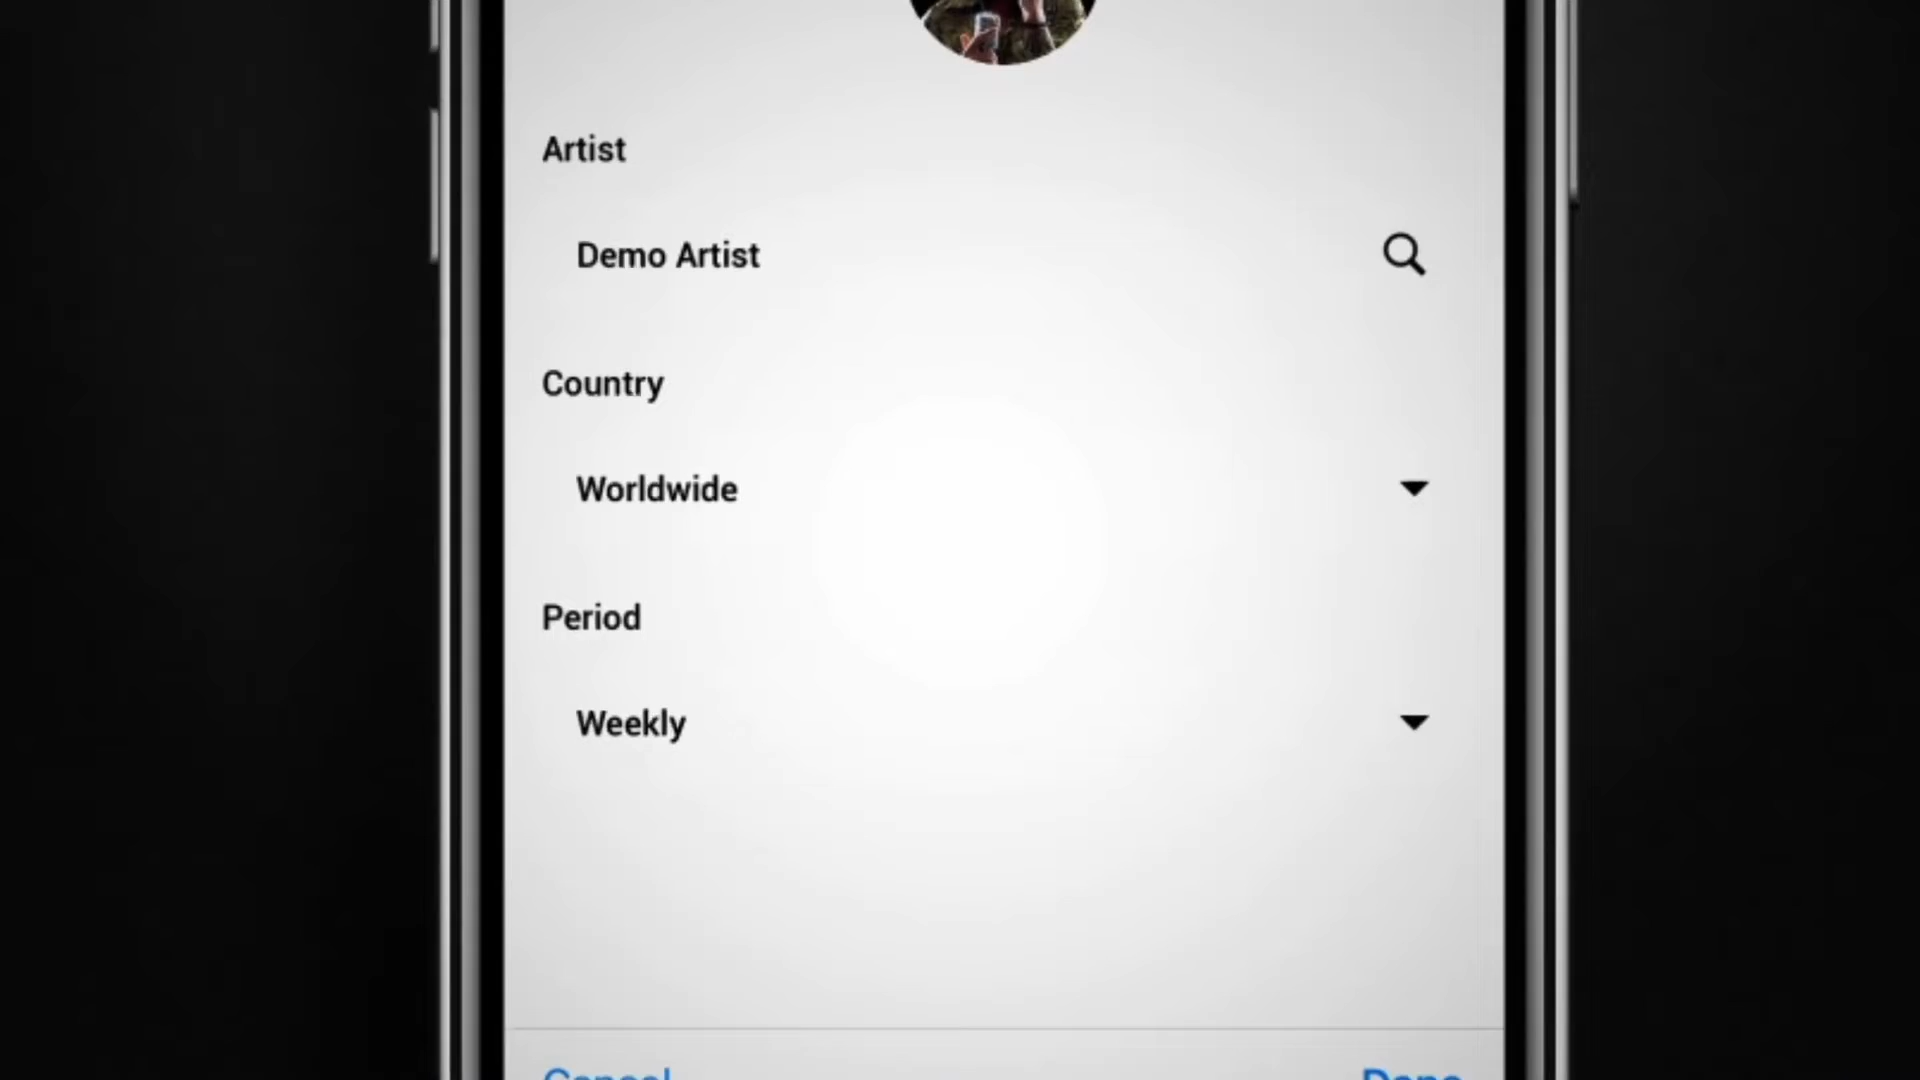 Artist
Demo Artist
Country
Worldwide
Period
Weekly
Cancel Done